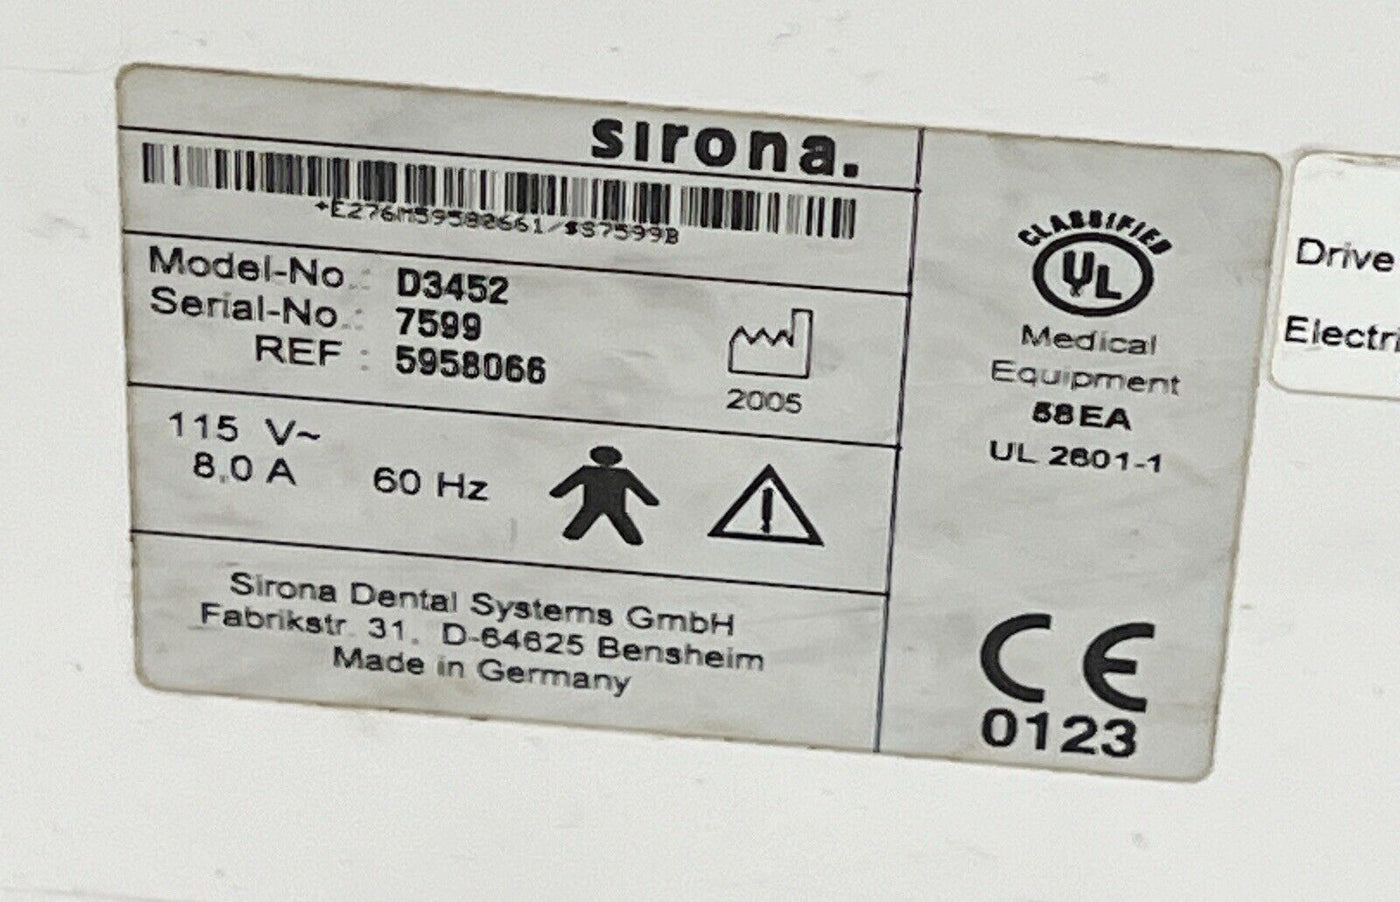 sirona.
+E276M59580661/$S7599B
Model-No.: D3452
Serial-No.: 7599
REF : 5958066
2005
115 V~
8.0 A
60 Hz
Sirona Dental Systems GmbH
Fabrikstr. 31. D-64625 Bensheim
Made in Germany
CLASSIFIED
UL
Medical
Equipment
58EA
UL 2601-1
CE
0123
Drive
Electri